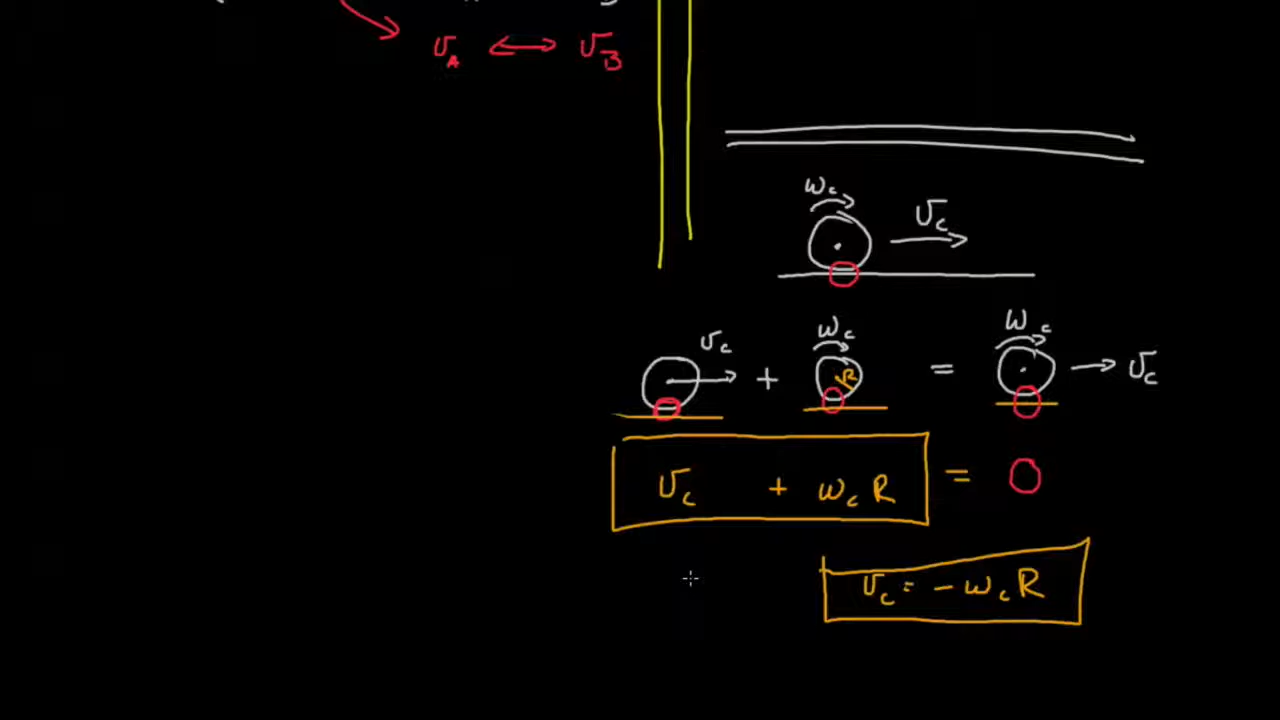 v_A ⟷ v_B
ω_c
v_c →
v_c + ω_c R = ω_c → v_c
v_c + ω_c R = 0
v_c = - ω_c R